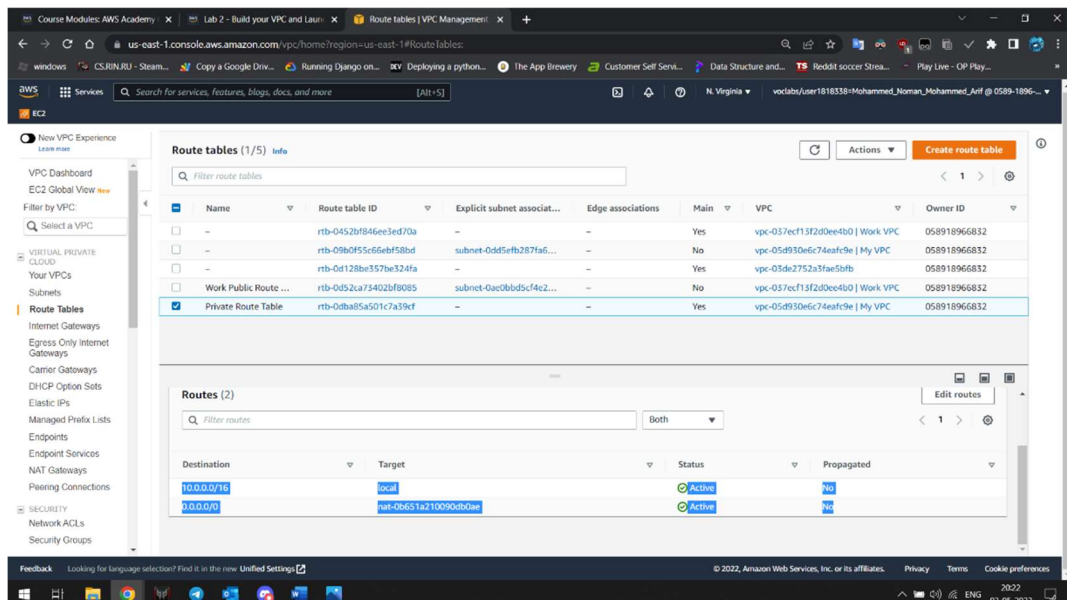 Course Modules: AWS Academy
Lab 2 - Build your VPC and Laun
Route tables | VPC Management
us-east-1.console.aws.amazon.com/vpc/home?region=us-east-1#RouteTables:
windows CS.RIN.RU - Steam... Copy a Google Driv... Running Django on... DEV Deploying a python... The App Brewery Customer Self Servi... Data Structure and... TS Reddit soccer Strea... Play Live - OP Play... »
aws Services Search for services, features, blogs, docs, and more [Alt+S] N. Virginia ▼ voclabs/user1818338=Mohammed_Noman_Mohammed_Arif @ 0589-1896-... ▼
EC2
New VPC Experience
Learn more
VPC Dashboard
EC2 Global View New
Filter by VPC:
Select a VPC
VIRTUAL PRIVATE
CLOUD
Your VPCs
Subnets
Route Tables
Internet Gateways
Egress Only Internet
Gateways
Carrier Gateways
DHCP Option Sets
Elastic IPs
Managed Prefix Lists
Endpoints
Endpoint Services
NAT Gateways
Peering Connections
SECURITY
Network ACLs
Security Groups
Route tables (1/5) Info
Actions ▼ Create route table
Filter route tables
< 1 >
Name Route table ID Explicit subnet associat... Edge associations Main VPC Owner ID
– rtb-0452bf846ee3ed70a – – Yes vpc-037ecf13f2d0ee4b0 | Work VPC 058918966832
– rtb-09b0f55c66ebf58bd subnet-0dd5efb287fa6... – No vpc-05d930e6c74eafc9e | My VPC 058918966832
– rtb-0d128be357be324fa – – Yes vpc-03de2752a3fae5bfb 058918966832
Work Public Route ... rtb-0d52ca73402bf8085 subnet-0ae0bbd5cf4e2... – No vpc-037ecf13f2d0ee4b0 | Work VPC 058918966832
Private Route Table rtb-0dba85a501c7a39cf – – Yes vpc-05d930e6c74eafc9e | My VPC 058918966832
Routes (2)
Edit routes
Filter routes
Both ▼
< 1 >
Destination Target Status Propagated
10.0.0.0/16 local Active No
0.0.0.0/0 nat-0b651a210090db0ae Active No
Feedback Looking for language selection? Find it in the new Unified Settings © 2022, Amazon Web Services, Inc. or its affiliates. Privacy Terms Cookie preferences
ENG 20:22